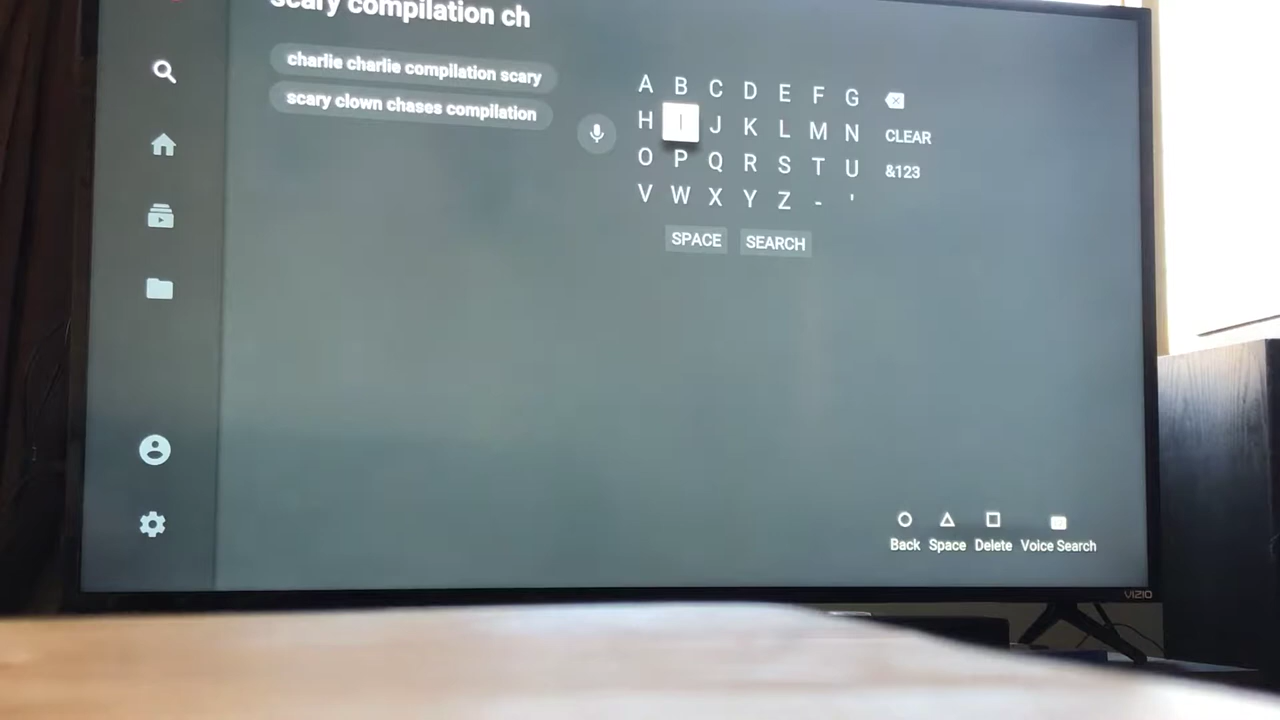 scary compilation ch
charlie charlie compilation scary
scary clown chases compilation
A B C D E F G
H I J K L M N CLEAR
O P Q R S T U &123
V W X Y Z - '
SPACE SEARCH
Back Space Delete Voice Search
VIZIO